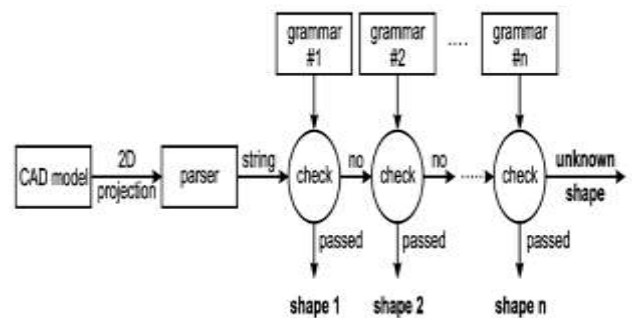 grammar
#1
grammar
#2
....
grammar
#n
CAD model
2D
projection
parser
string
check
no
check
no
.....
check
unknown
shape
passed
passed
passed
shape 1
shape 2
shape n